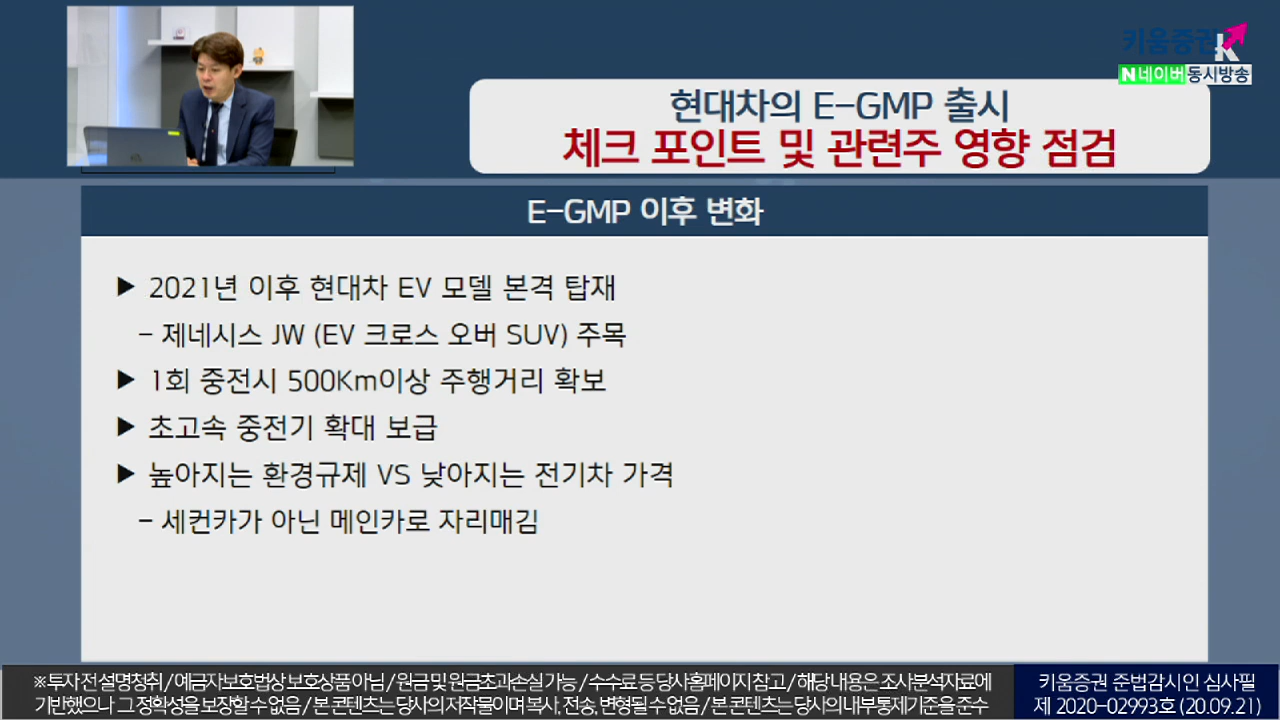 키움증권
N네이버동시방송
현대차의 E-GMP 출시
체크 포인트 및 관련주 영향 점검
E-GMP 이후 변화
▶ 2021년 이후 현대차 EV 모델 본격 탑재
- 제네시스 JW (EV 크로스 오버 SUV) 주목
▶ 1회 중전시 500Km이상 주행거리 확보
▶ 초고속 중전기 확대 보급
▶ 높아지는 환경규제 VS 낮아지는 전기차 가격
- 세컨카가 아닌 메인카로 자리매김
※투자 전 설명청취 / 예금자보호법상 보호상품 아님 / 원금 및 원금초과손실 가능 / 수수료 등 당사홈페이지 참고 / 해당 내용은 조사분석자료에
기반했으나 그 정확성을 보장할 수 없음 / 본 콘텐츠는 당사의 저작물이며 복사, 전송, 변형될 수 없음 / 본 콘텐츠는 당사의 내부통제기준을 준수
키움증권 준법감시인 심사필
제 2020-02993호 (20.09.21)